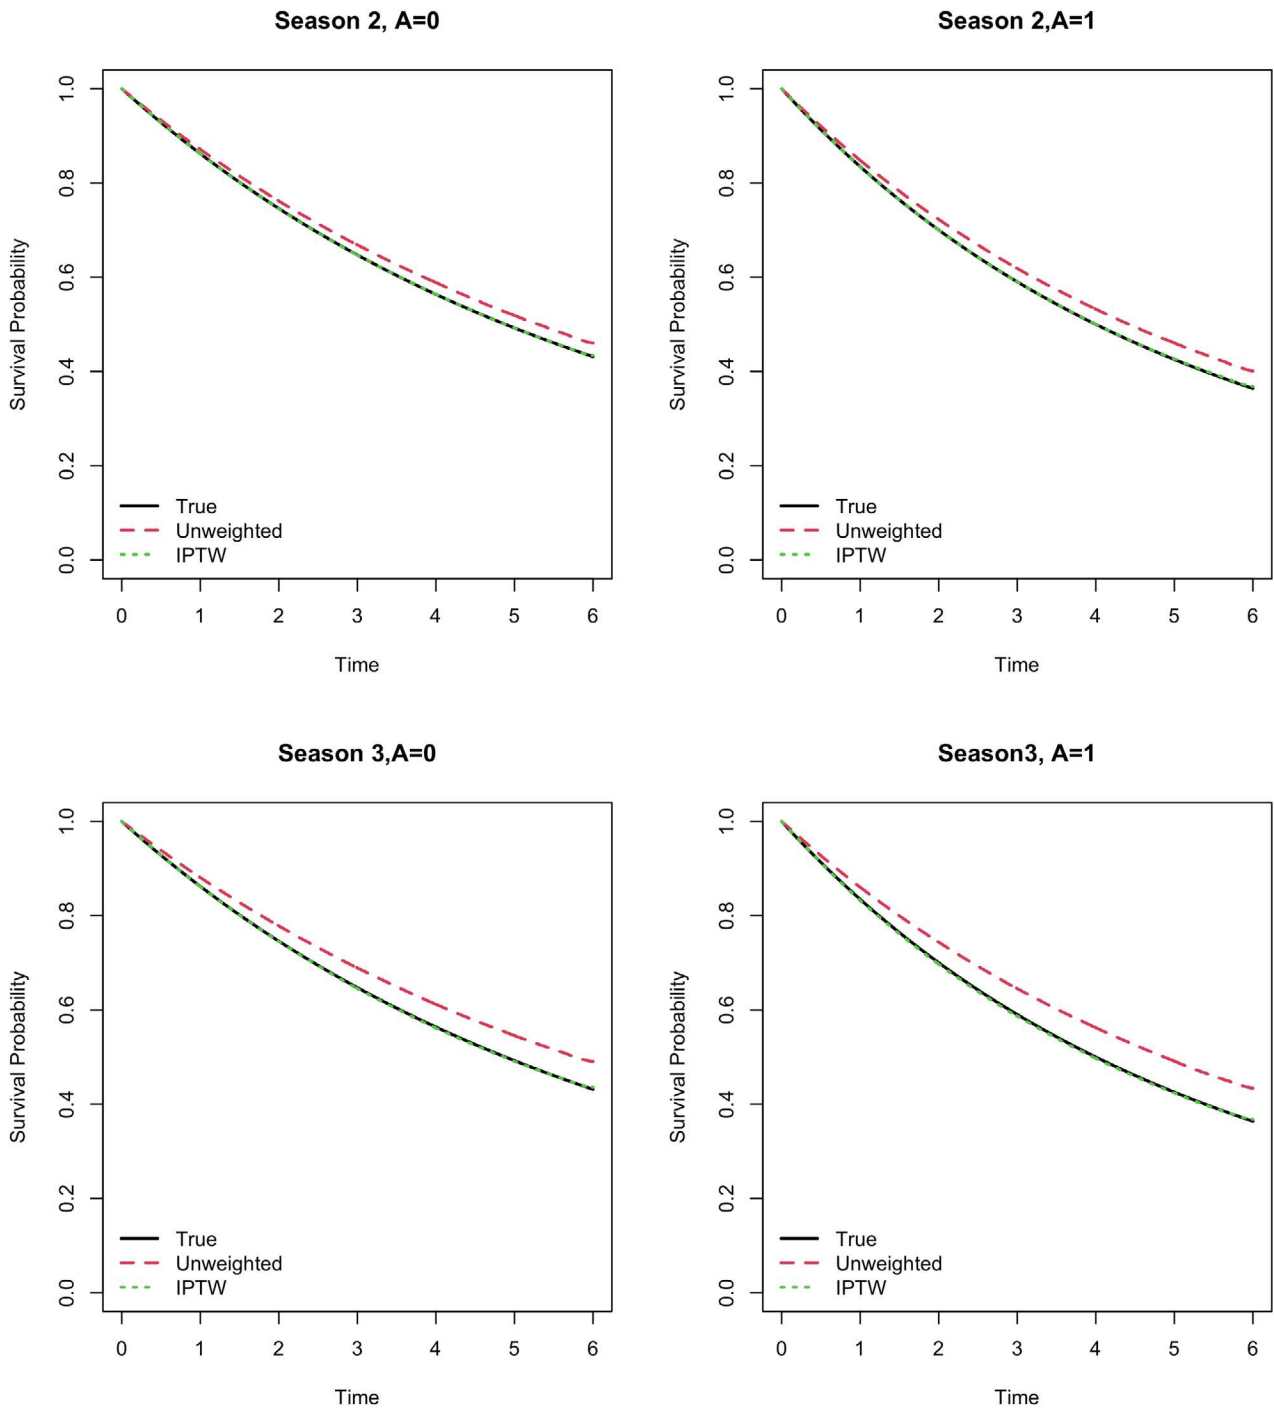 Season 2, A=0
Survival Probability
1.0
0.8
0.6
0.4
0.2
0.0
True
Unweighted
IPTW
0 1 2 3 4 5 6
Time
Season 2,A=1
Survival Probability
1.0
0.8
0.6
0.4
0.2
0.0
True
Unweighted
IPTW
0 1 2 3 4 5 6
Time
Season 3,A=0
Survival Probability
1.0
0.8
0.6
0.4
0.2
0.0
True
Unweighted
IPTW
0 1 2 3 4 5 6
Time
Season3, A=1
Survival Probability
1.0
0.8
0.6
0.4
0.2
0.0
True
Unweighted
IPTW
0 1 2 3 4 5 6
Time